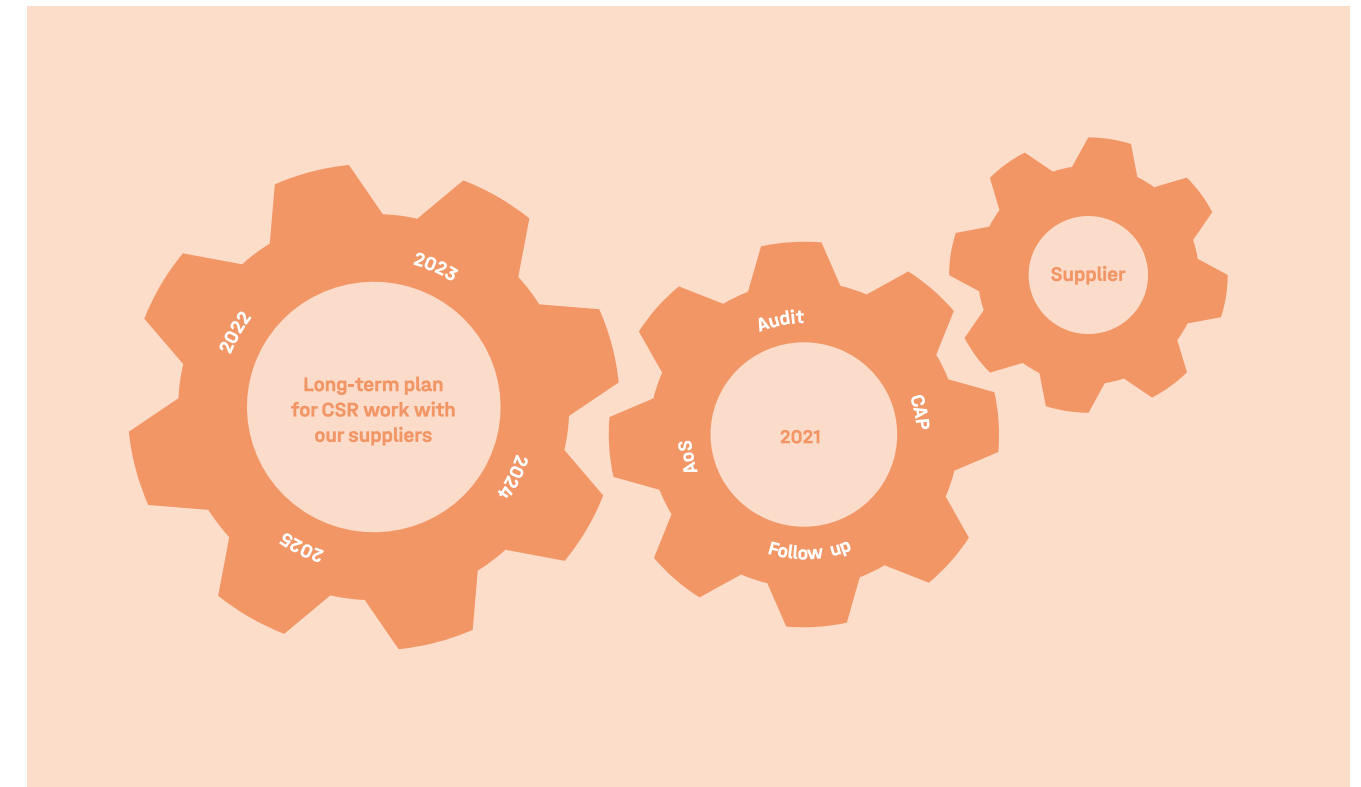 2022
2023
2024
2025
Long-term plan
for CSR work with
our suppliers
Audit
CAP
Follow up
AoS
2021
Supplier